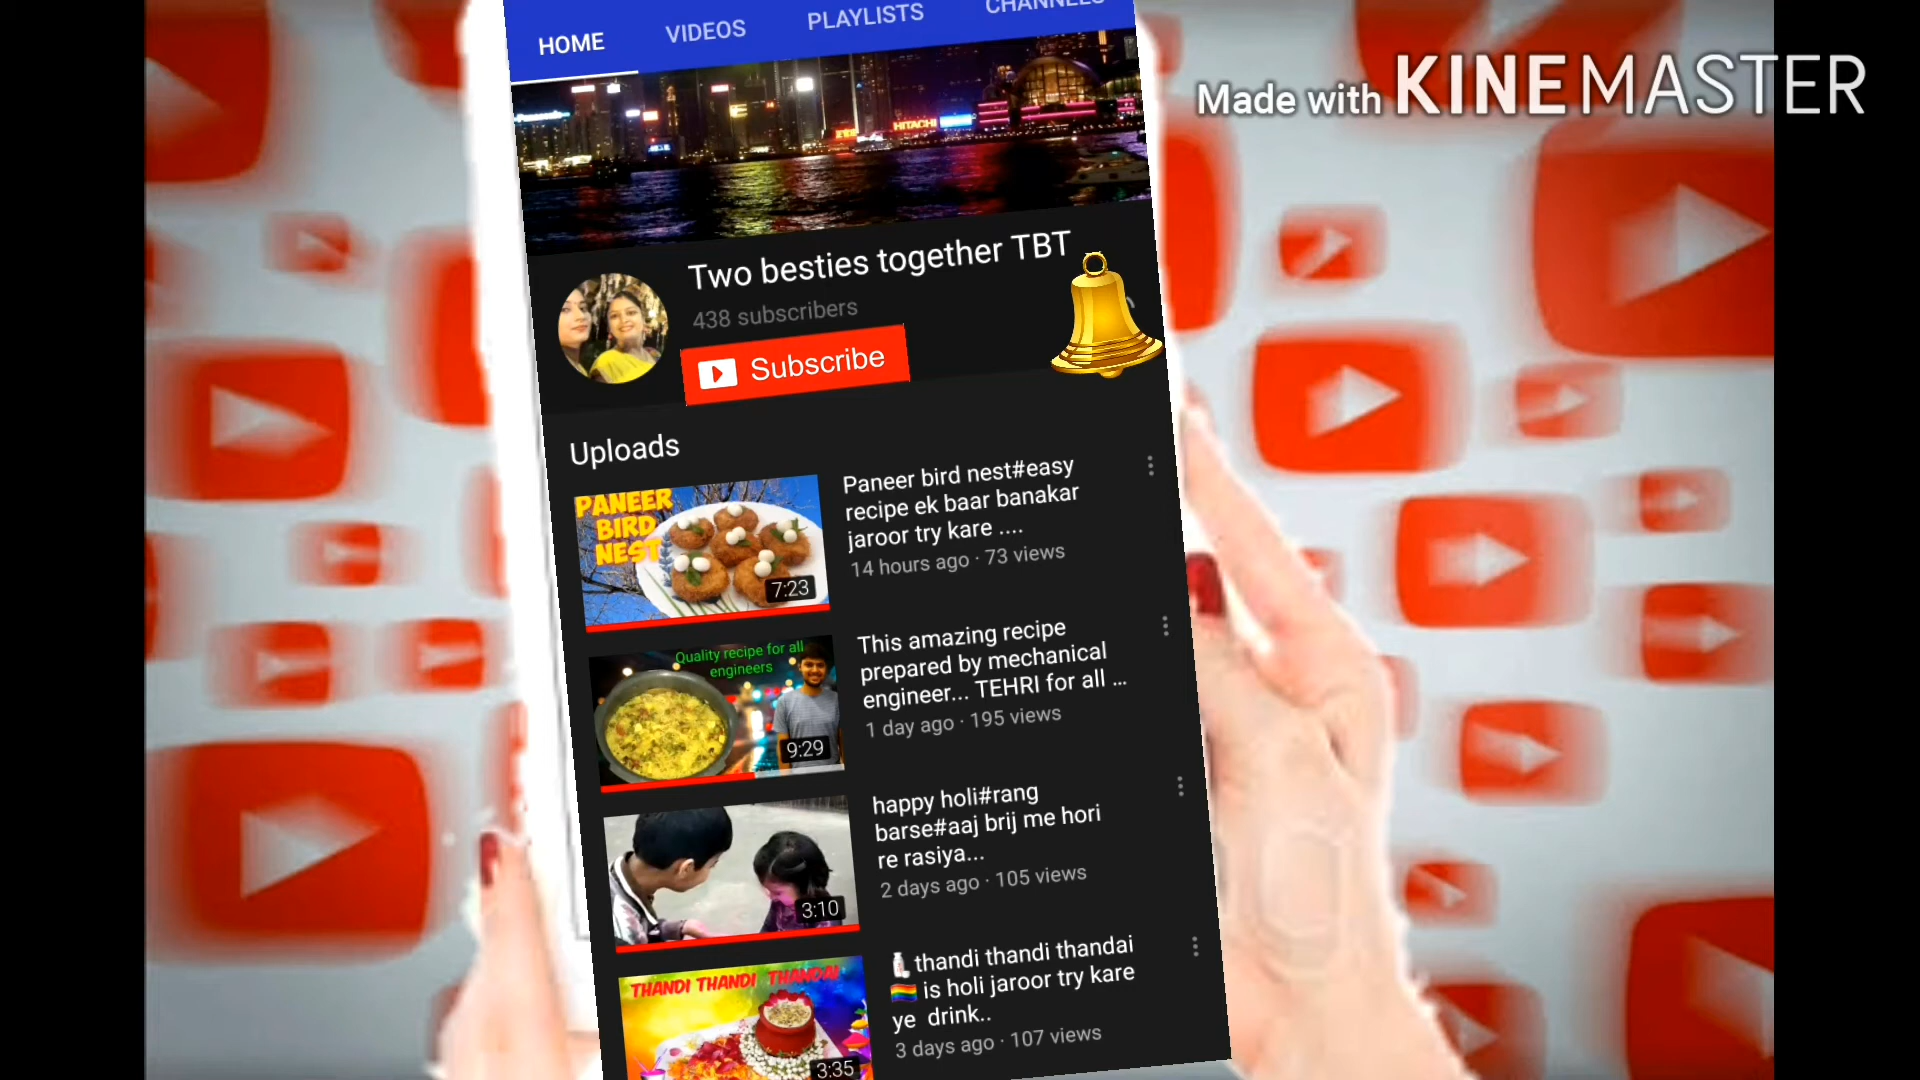 HOME VIDEOS PLAYLISTS CHANNELS
Made with KINEMASTER
Panasonic
HITACHI
Two besties together TBT
438 subscribers
Subscribe
Uploads
PANEER
BIRD
NEST
7:23
Paneer bird nest#easy
recipe ek baar banakar
jaroor try kare ....
14 hours ago · 73 views
Quality recipe for all
engineers
9:29
This amazing recipe
prepared by mechanical
engineer... TEHRI for all ...
1 day ago · 195 views
3:10
happy holi#rang
barse#aaj brij me hori
re rasiya...
2 days ago · 105 views
THANDI THANDI THANDAI
3:35
🧴thandi thandi thandai
🏳️‍🌈 is holi jaroor try kare
ye drink..
3 days ago · 107 views